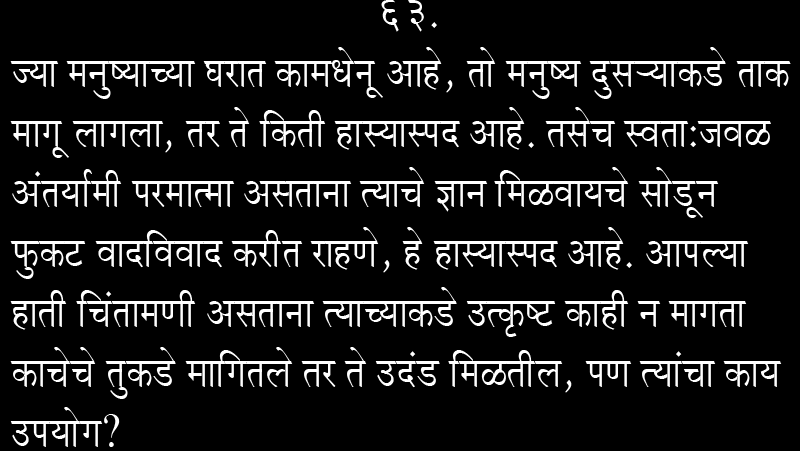 ६३.
ज्या मनुष्याच्या घरात कामधेनू आहे, तो मनुष्य दुसऱ्याकडे ताक
मागू लागला, तर ते किती हास्यास्पद आहे. तसेच स्वताःजवळ
अंतर्यामी परमात्मा असताना त्याचे ज्ञान मिळवायचे सोडून
फुकट वादविवाद करीत राहणे, हे हास्यास्पद आहे. आपल्या
हाती चिंतामणी असताना त्याच्याकडे उत्कृष्ट काही न मागता
काचेचे तुकडे मागितले तर ते उदंड मिळतील, पण त्यांचा काय
उपयोग?